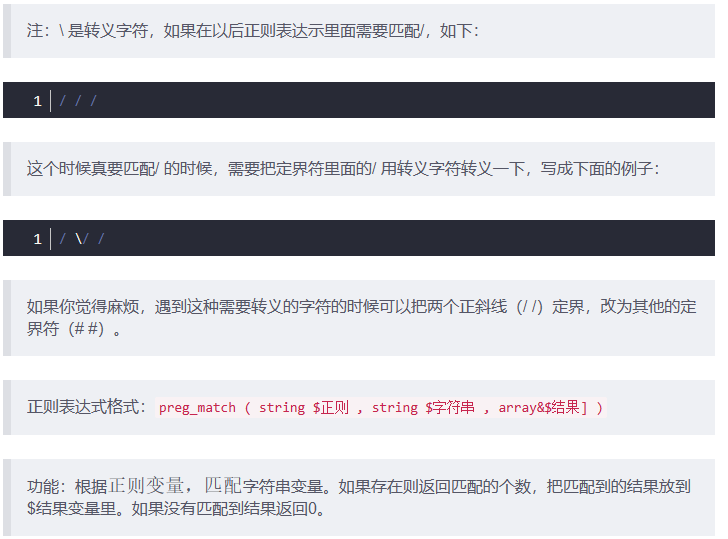 注：\ 是转义字符，如果在以后正则表达示里面需要匹配/，如下：
1 / / /
这个时候真要匹配/ 的时候，需要把定界符里面的/ 用转义字符转义一下，写成下面的例子：
1 / \/ /
如果你觉得麻烦，遇到这种需要转义的字符的时候可以把两个正斜线（/ /）定界，改为其他的定
界符（# #）。
正则表达式格式：preg_match ( string $正则 , string $字符串 , array&$结果] )
功能：根据正则变量，匹配字符串变量。如果存在则返回匹配的个数，把匹配到的结果放到
$结果变量里。如果没有匹配到结果返回0。